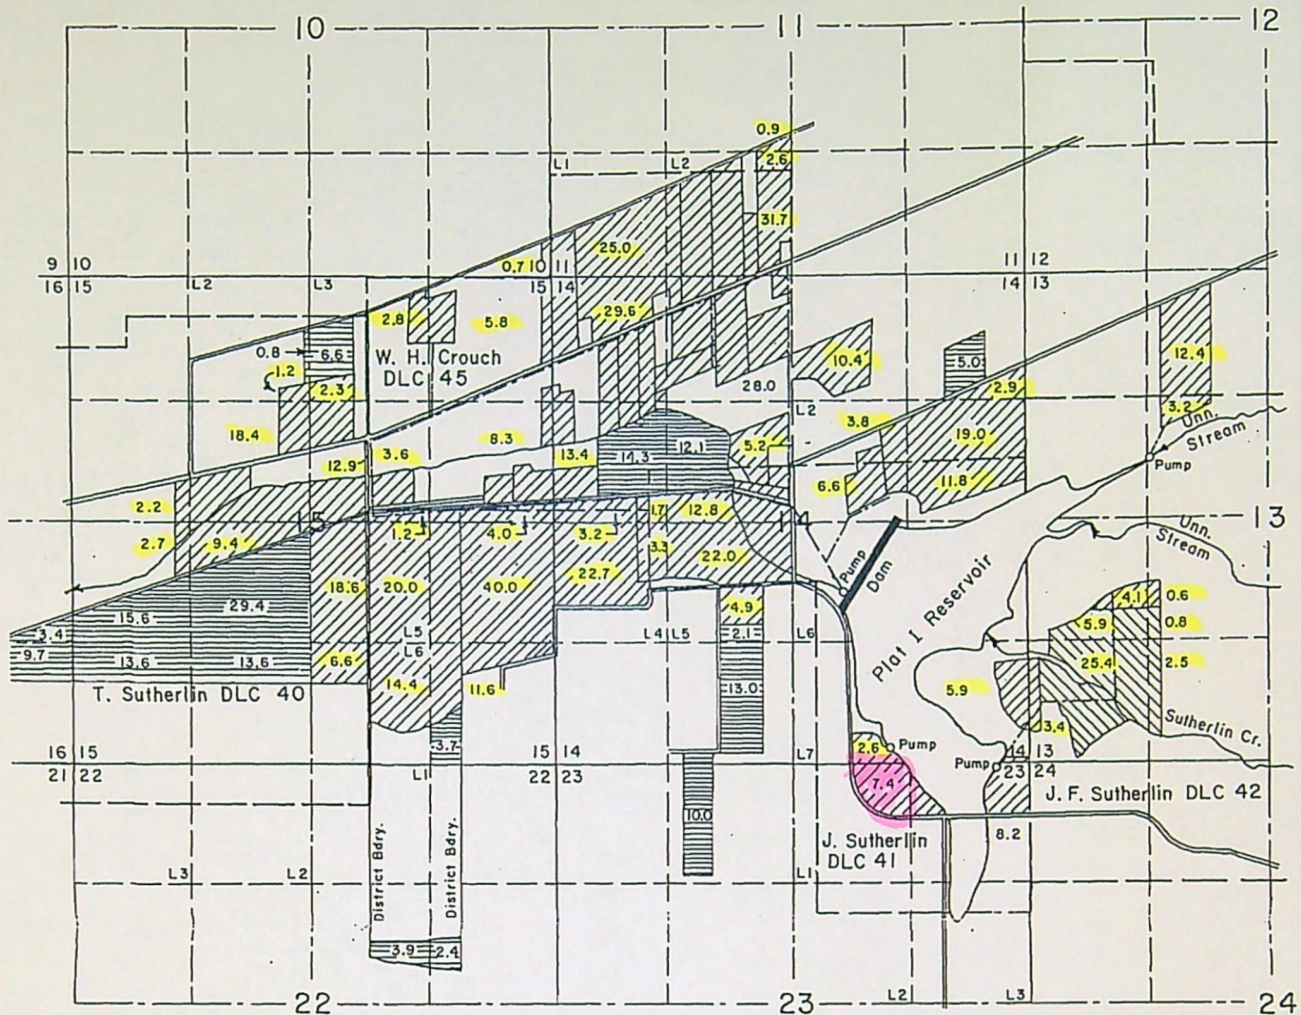 10 11 12
0.9
L1 L2 2.6
31.7
25.0
9 10 0.7 10 11 11 12
16 15 L2 L3 15 14 14 13
2.8 5.8 29.6
0.8 6.6 W. H. Crouch 10.4 5.0 12.4
1.2 DLC 45
2.3 28.0 2.9
L2 3.2
18.4 8.3 3.8 19.0 Unn.
Stream
3.6 5.2
12.9 13.4 14.3 12.1 Pump
6.6 11.8
2.2 1.7 12.8
15 14 13
2.7 9.4 1.2 4.0 3.2 Unn.
Stream
3.3 22.0
18.6 20.0 40.0 22.7 Pump Dam
29.4 4.9 4.1 0.6
15.6 5.9 0.8
3.4 L5 L4 L5 2.1 L6 Plat I Reservoir
9.7 13.6 13.6 6.6 L6 25.4 2.5
T. Sutherlin DLC 40 14.4 11.6 13.0 5.9
3.4 Sutherlin Cr.
3.7 2.6 Pump
16 15 15 14 L7 14 13
21 22 L1 22 23 Pump 23 24
7.4
J. F. Sutherlin DLC 42
10.0
8.2
J. Sutherlin
DLC 41
L3 L2 District Bdry. District Bdry. L1
3.9 2.4
22 23 L2 L3 24